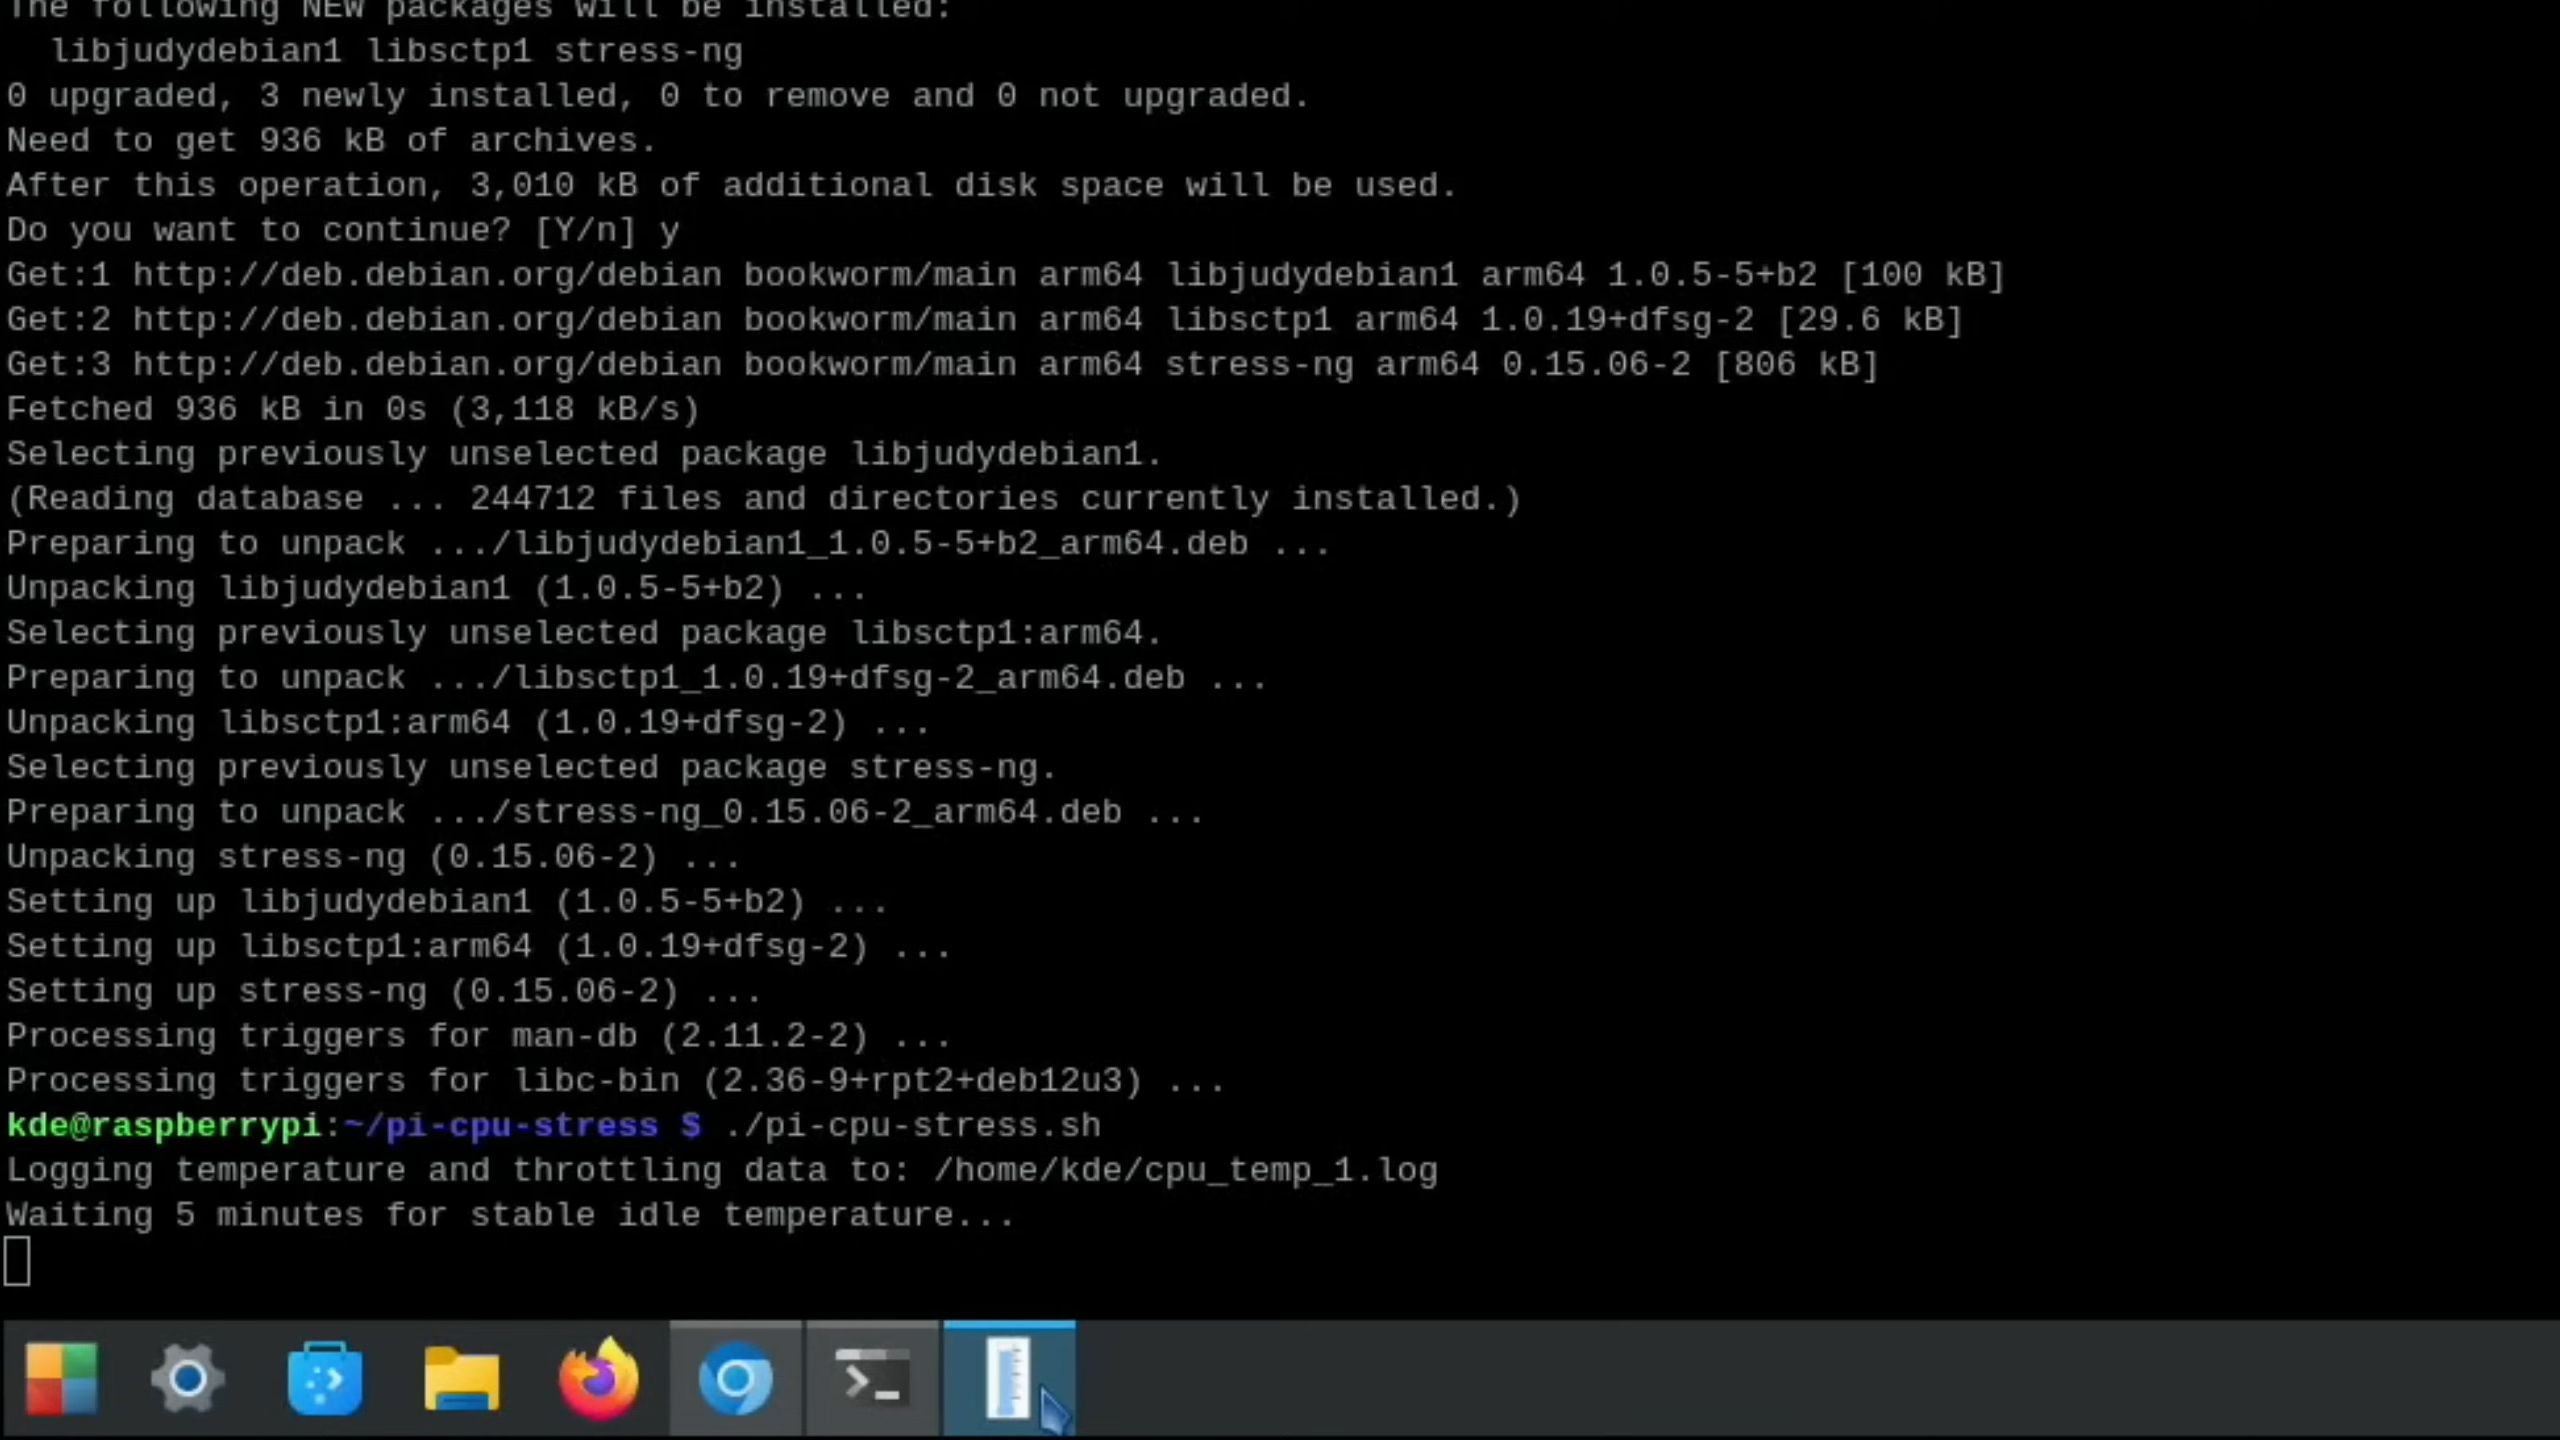 The following NEW packages will be installed:
  libjudydebian1 libsctp1 stress-ng
0 upgraded, 3 newly installed, 0 to remove and 0 not upgraded.
Need to get 936 kB of archives.
After this operation, 3,010 kB of additional disk space will be used.
Do you want to continue? [Y/n] y
Get:1 http://deb.debian.org/debian bookworm/main arm64 libjudydebian1 arm64 1.0.5-5+b2 [100 kB]
Get:2 http://deb.debian.org/debian bookworm/main arm64 libsctp1 arm64 1.0.19+dfsg-2 [29.6 kB]
Get:3 http://deb.debian.org/debian bookworm/main arm64 stress-ng arm64 0.15.06-2 [806 kB]
Fetched 936 kB in 0s (3,118 kB/s)
Selecting previously unselected package libjudydebian1.
(Reading database ... 244712 files and directories currently installed.)
Preparing to unpack .../libjudydebian1_1.0.5-5+b2_arm64.deb ...
Unpacking libjudydebian1 (1.0.5-5+b2) ...
Selecting previously unselected package libsctp1:arm64.
Preparing to unpack .../libsctp1_1.0.19+dfsg-2_arm64.deb ...
Unpacking libsctp1:arm64 (1.0.19+dfsg-2) ...
Selecting previously unselected package stress-ng.
Preparing to unpack .../stress-ng_0.15.06-2_arm64.deb ...
Unpacking stress-ng (0.15.06-2) ...
Setting up libjudydebian1 (1.0.5-5+b2) ...
Setting up libsctp1:arm64 (1.0.19+dfsg-2) ...
Setting up stress-ng (0.15.06-2) ...
Processing triggers for man-db (2.11.2-2) ...
Processing triggers for libc-bin (2.36-9+rpt2+deb12u3) ...
kde@raspberrypi:~/pi-cpu-stress $ ./pi-cpu-stress.sh
Logging temperature and throttling data to: /home/kde/cpu_temp_1.log
Waiting 5 minutes for stable idle temperature...